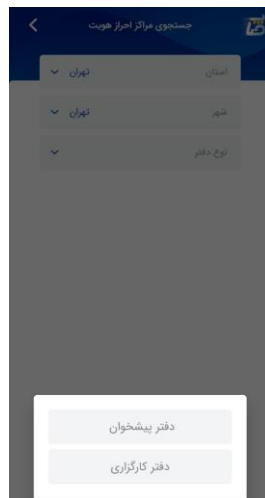 جستجوی مراکز احراز هویت
استان تهران
شهر تهران
نوع دفتر
دفتر پیشخوان
دفتر کارگزاری